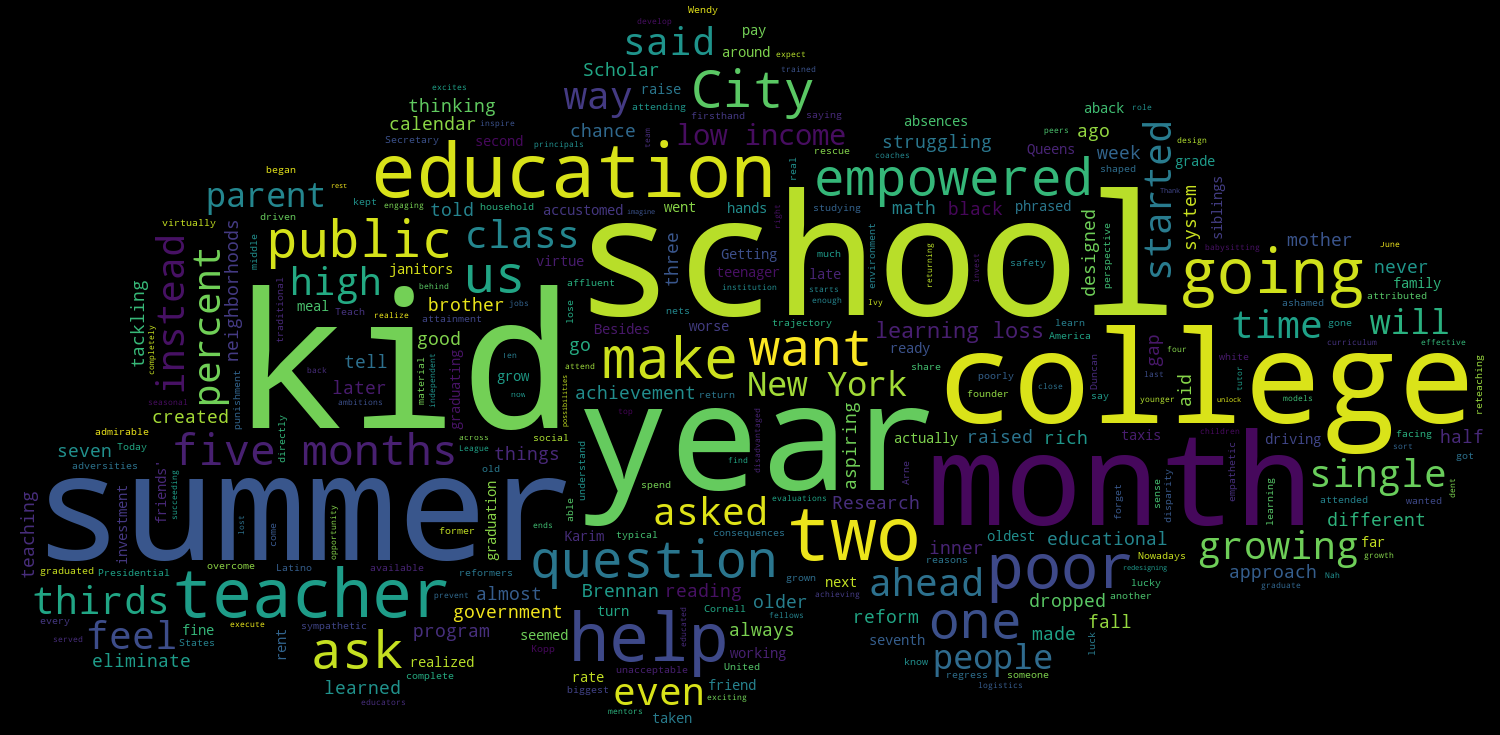 Wendy
develop
said
pay
around
expect
Scholar
way
raise
City
trained
excites
thinking
attending
firsthand
saying
aback
role
calendar
inspire
chance
team
low income
absences
peers
ago
design
Secretary
second
principals
rescue
struggling
coaches
Queens
week
started
grade
began
education
real
empowered
shaped
Thank
rest
parent
kept
engaging
told
household
accustomed
imagine
went
hands
right
studying
math
black
phrased
designed
system
siblings
babysitting
June
virtually
driven
public
class
virtue
three
Getting
school
environment
safety
perspective
going
mother
never
instead
percent
neighborhoods
middle
high
janitors
us
affluent
teenager
late
much
returning
invest
family
attributed
tackling
traditional
meal
behind
brother
jobs
lose
institution
starts
enough
Ivy
ashamed
completely
Teach
realize
attainment
nets
Besides
worse
trajectory
learning loss
learn
America
time
gone
will
kid
good
tell
independent
ten
go
make
want
ready
gap
four
white
curriculum
effective
seasonal
back
later
material
graduating
grow
now
attend
possibilities
achievement
return
New York
share
poorly
close
Duncan
last
aid
tutor
models
reteaching
created
punishment
ambitions
founder
say
younger
unlock
college
admirable
top
year
aspiring
seven
Today
five months
directly
across
League
social
things
disadvantaged
find
actually
raised
rich
taxis
children
driving
facing
sort
half
got
adversities
friends'
succeeding
old
understand
spend
evaluations
Research
Arne
month
empathetic
sense
disparity
learning
single
attended
wanted
dent
teaching
investment
summer
lost
come
opportunity
former
graduation
ends
able
asked
two
forget
different
graduated
Presidential
overcome
Latino
available
typical
Karim
consequences
inner
oldest
educational
growing
far
growth
reasons
Nowadays
redesigning
approach
Nah
thirds
teacher
reformers
question
grown
next
ahead
poor
lucky
graduate
prevent
almost
Brennan
reading
achieving
another
every
served
feel
fine
States
execute
rent
sympathetic
government
program
seemed
turn
help
Cornell
older
fellows
always
reform
seventh
one
dropped
made
fall
luck
eliminate
ask
realized
complete
Kopp
educated
working
know
people
regress
someone
logistics
learned
educators
rate
biggest
unacceptable
United
even
friend
exciting
mentors
taken